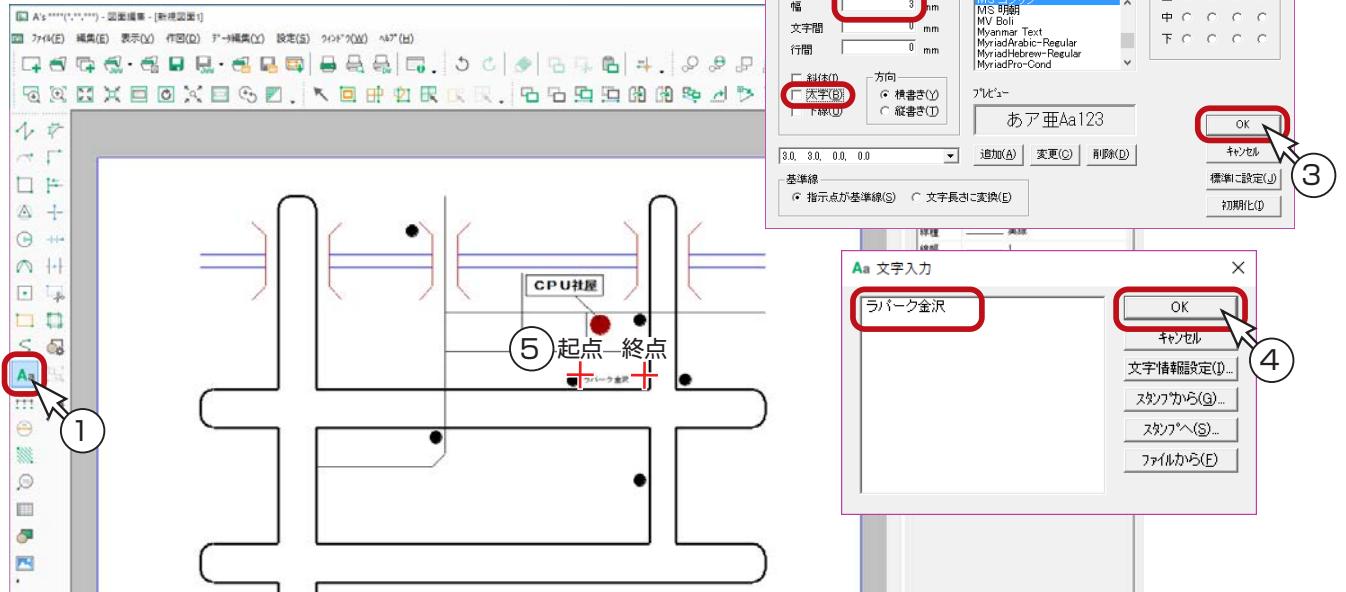 A's ****(*.**.***) - 図面編集 - [新規図面1]
ファイル(F) 編集(E) 表示(V) 作図(D) データ編集(Y) 設定(S) ウィンドウ(W) ヘルプ(H)
幅 3 mm
文字間 0 mm
行間 0 mm
MS 明朝
MV Boli
Myanmar Text
MyriadArabic-Regular
MyriadHebrew-Regular
MyriadPro-Cond
中
下
斜体(I)
太字(B)
下線(U)
方向
横書き(Y)
縦書き(T)
プレビュー
あア亜Aa123
OK
キャンセル
標準に設定(J)
初期化(I)
③
3.0, 3.0, 0.0, 0.0
追加(A) 変更(C) 削除(D)
基準線
指示点が基準線(S) 文字長さに変換(E)
線種 実線
Aa 文字入力
ラパーク金沢
OK
キャンセル
文字情報設定(I)...
スタンプから(G)...
スタンプへ(S)...
ファイルから(F)
④
CPU社屋
⑤起点 終点
ラパーク金沢
Aa
①